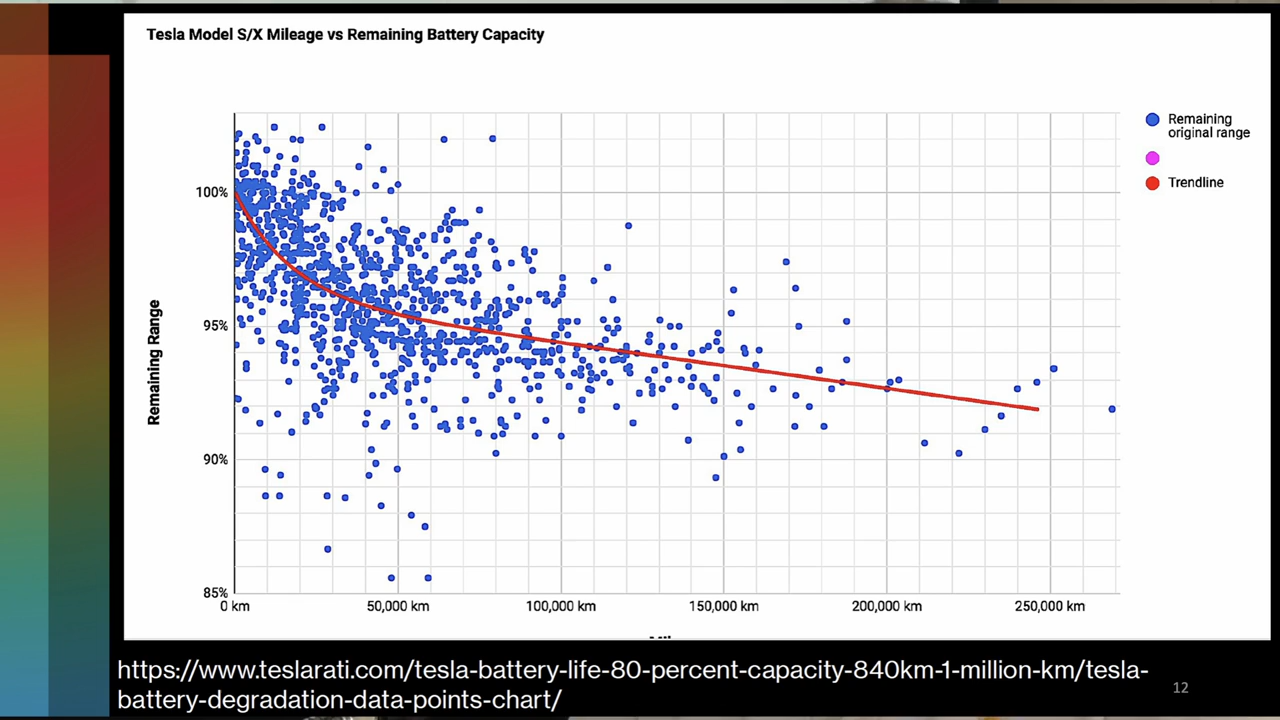 Tesla Model S/X Mileage vs Remaining Battery Capacity
Remaining
original range
Trendline
Remaining Range
100%
95%
90%
85%
0 km
50,000 km
100,000 km
150,000 km
200,000 km
250,000 km
https://www.teslarati.com/tesla-battery-life-80-percent-capacity-840km-1-million-km/tesla-
battery-degradation-data-points-chart/
12